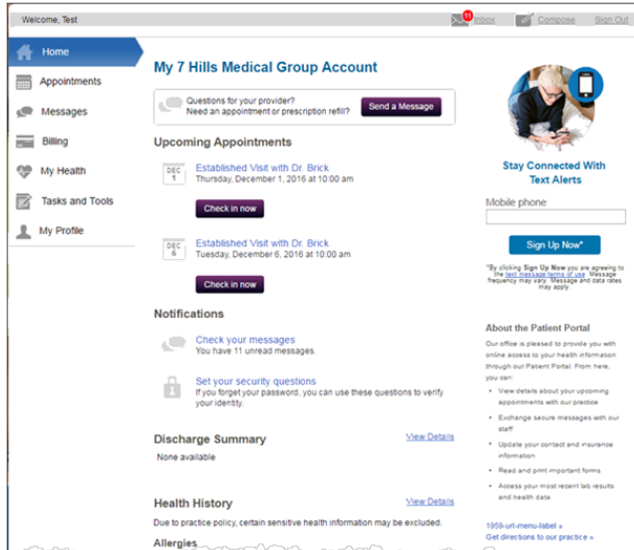 Welcome, Test
11
Inbox
Compose
Sign Out
Home
Appointments
Messages
Billing
My Health
Tasks and Tools
My Profile
My 7 Hills Medical Group Account
Questions for your provider?
Need an appointment or prescription refill?
Send a Message
Upcoming Appointments
DEC
1
Established Visit with Dr. Brick
Thursday, December 1, 2016 at 10:00 am
Check in now
DEC
6
Established Visit with Dr. Brick
Tuesday, December 6, 2016 at 10:00 am
Check in now
Notifications
Check your messages
You have 11 unread messages.
Set your security questions
If you forget your password, you can use these questions to verify
your identity.
Discharge Summary
View Details
None available
Health History
View Details
Due to practice policy, certain sensitive health information may be excluded.
Allergies
Stay Connected With
Text Alerts
Mobile phone
Sign Up Now*
*By clicking Sign Up Now you are agreeing to
the text message terms of use. Message
frequency may vary. Message and data rates
may apply.
About the Patient Portal
Our office is pleased to provide you with
online access to your health information
through our Patient Portal. From here,
you can:
• View details about your upcoming
appointments with our practice
• Exchange secure messages with our
staff
• Update your contact and insurance
information
• Read and print important forms
• Access your most recent lab results
and health data
1959-url-menu-label »
Get directions to our practice »